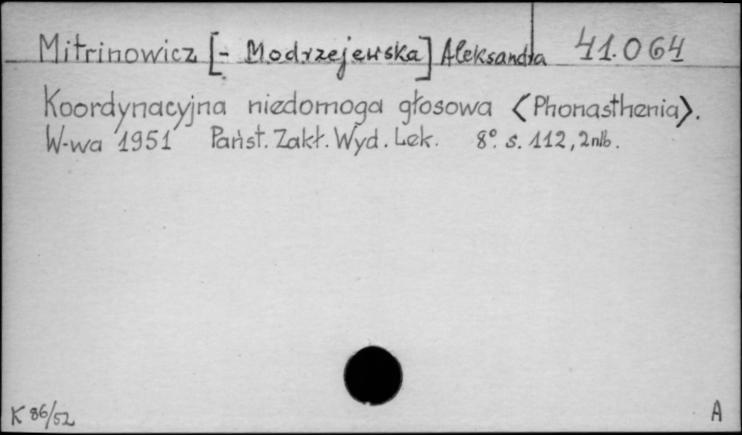 Mitrinowicz [- Modrzejewska] Aleksandra 41.064
Koordynacyjna niedomoga głosowa <Phonasthenia>.
W-wa 1951 Państ. Zakł. Wyd. Lek. 8º. s. 112, 2nlb.
K 86/52
A